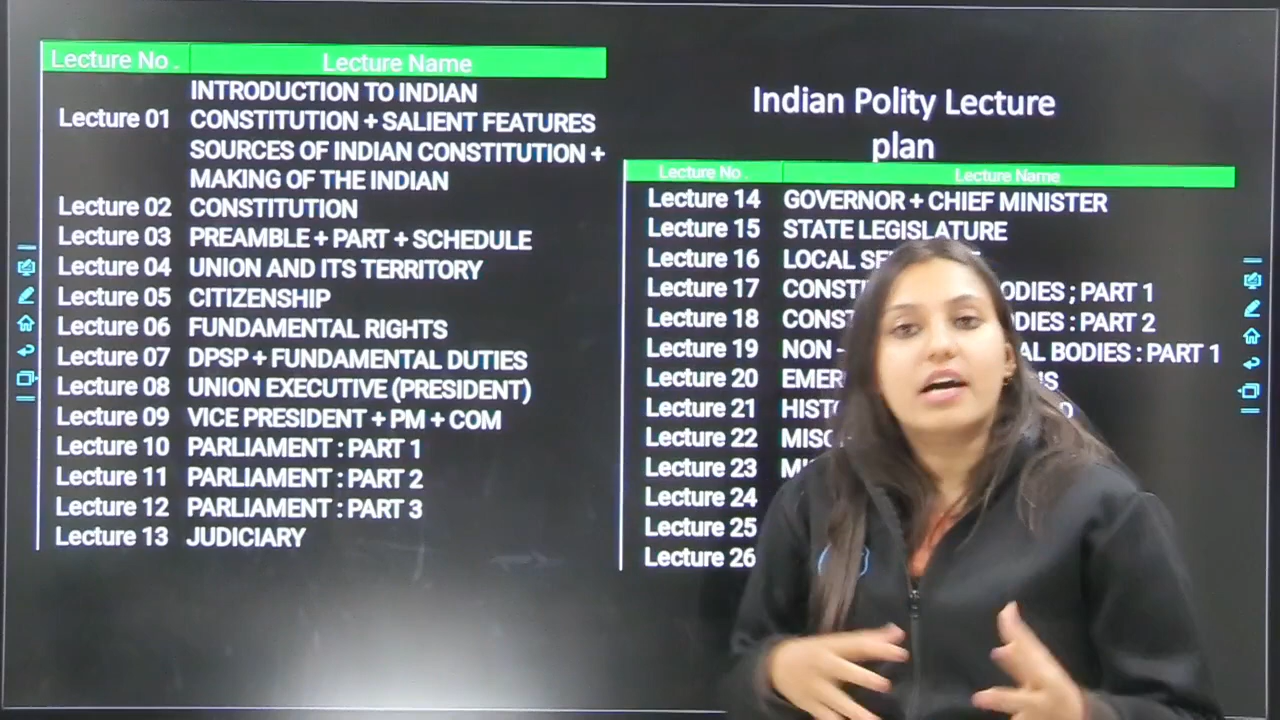 Lecture No . Lecture Name
INTRODUCTION TO INDIAN
Lecture 01 CONSTITUTION + SALIENT FEATURES
SOURCES OF INDIAN CONSTITUTION +
MAKING OF THE INDIAN
Lecture 02 CONSTITUTION
Lecture 03 PREAMBLE + PART + SCHEDULE
Lecture 04 UNION AND ITS TERRITORY
Lecture 05 CITIZENSHIP
Lecture 06 FUNDAMENTAL RIGHTS
Lecture 07 DPSP + FUNDAMENTAL DUTIES
Lecture 08 UNION EXECUTIVE (PRESIDENT)
Lecture 09 VICE PRESIDENT + PM + COM
Lecture 10 PARLIAMENT : PART 1
Lecture 11 PARLIAMENT : PART 2
Lecture 12 PARLIAMENT : PART 3
Lecture 13 JUDICIARY
Indian Polity Lecture
plan
Lecture No . Lecture Name
Lecture 14 GOVERNOR + CHIEF MINISTER
Lecture 15 STATE LEGISLATURE
Lecture 16 LOCAL
Lecture 17 ; PART 1
Lecture 18 : PART 2
Lecture 19 NON - BODIES : PART 1
Lecture 20
Lecture 21
Lecture 22
Lecture 23
Lecture 24
Lecture 25
Lecture 26